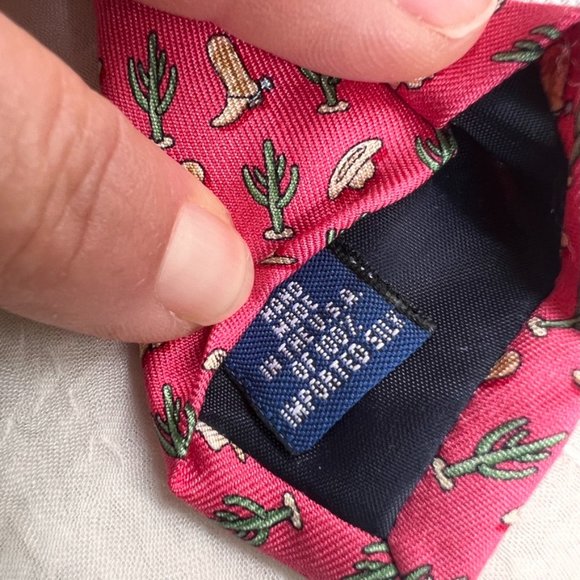 HAND
MADE
IN THE U.S.A
OF 100%
IMPORTED SILK